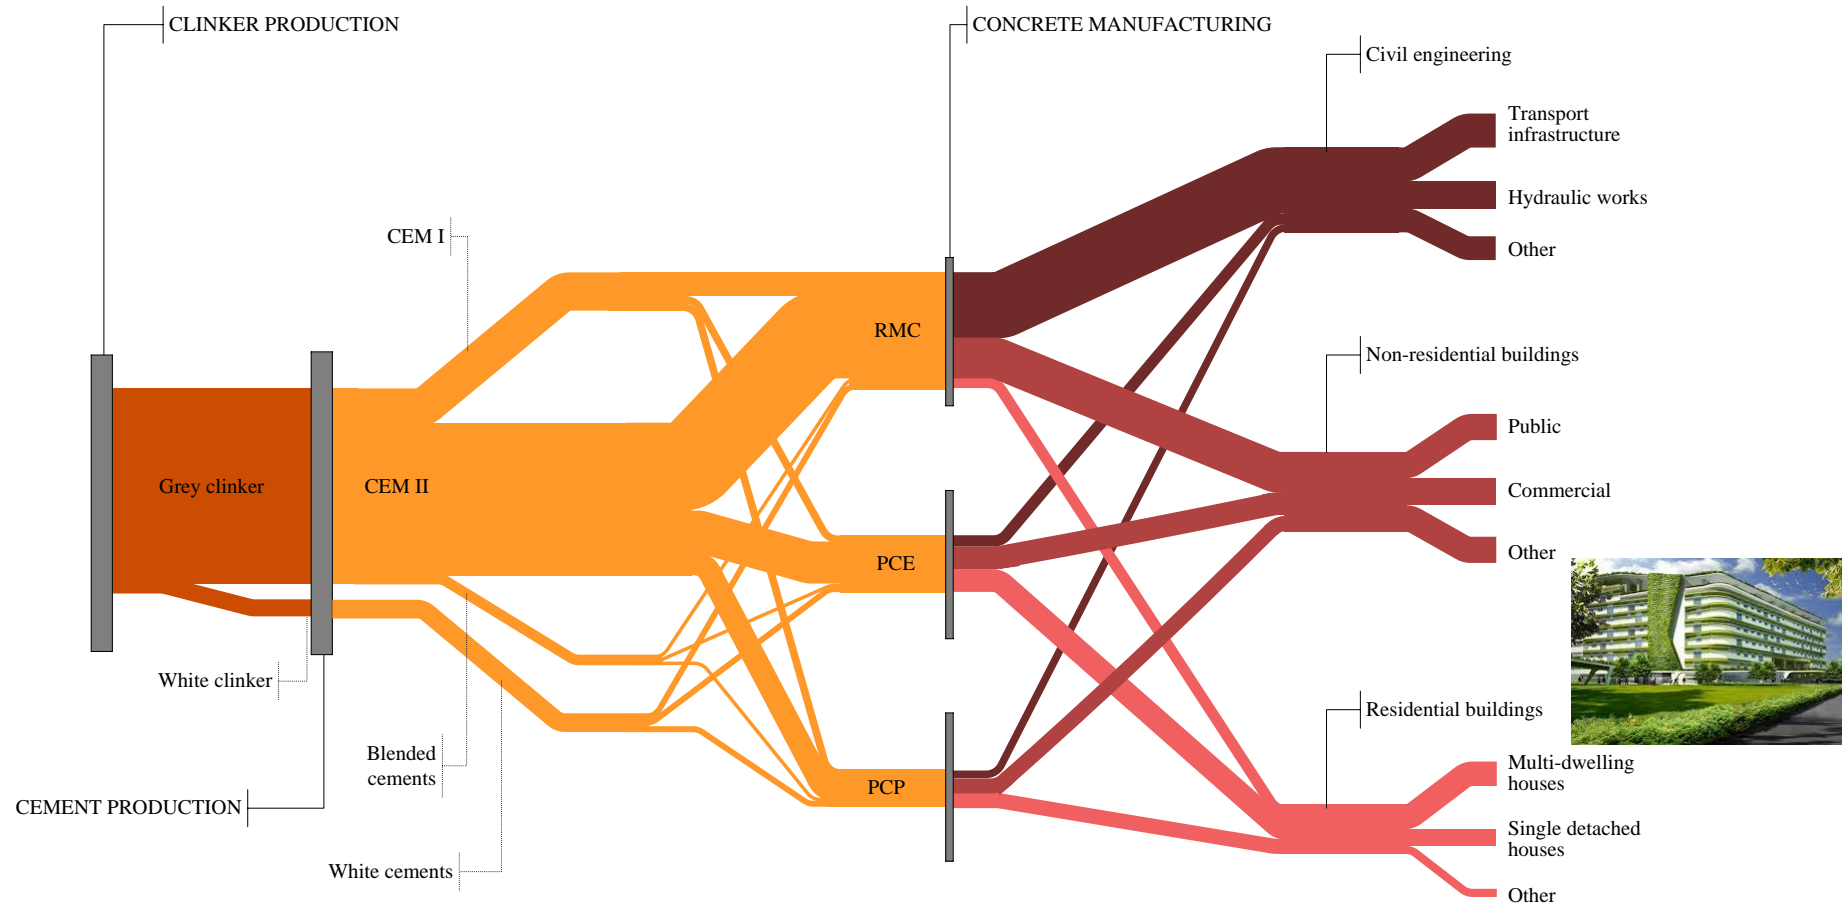 CLINKER PRODUCTION
CONCRETE MANUFACTURING
Civil engineering
Transport
infrastructure
Hydraulic works
Other
CEM I
RMC
Non-residential buildings
Public
Commercial
Other
Grey clinker
CEM II
PCE
White clinker
Residential buildings
Blended
cements
Multi-dwelling
houses
PCP
CEMENT PRODUCTION
Single detached
houses
White cements
Other